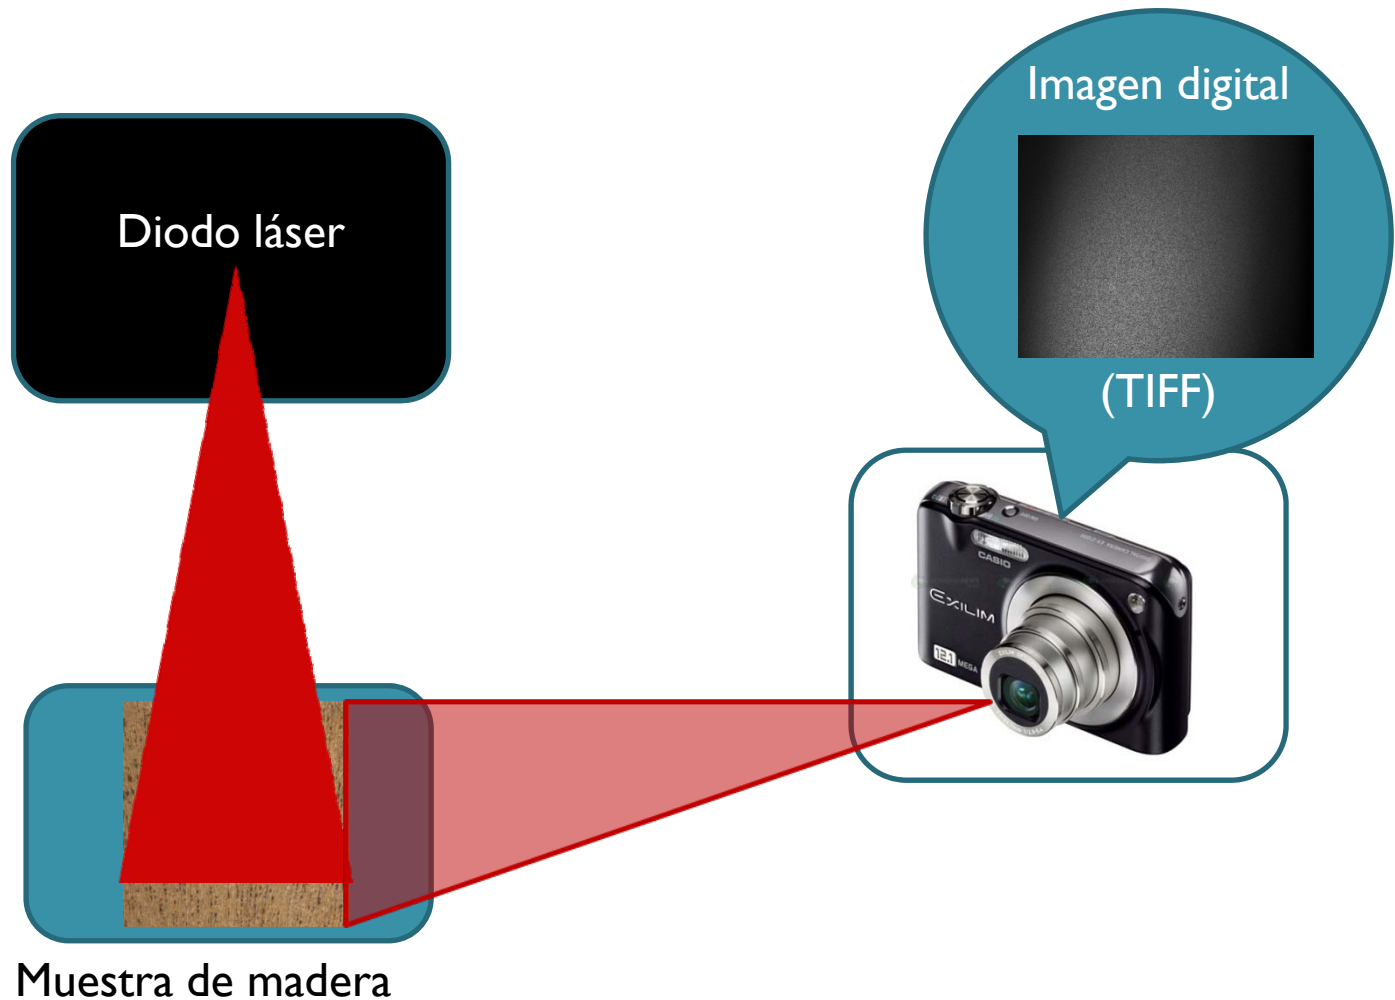 Imagen digital
Diodo láser
(TIFF)
CASIO
EXILIM
12.1 MEGA
Muestra de madera